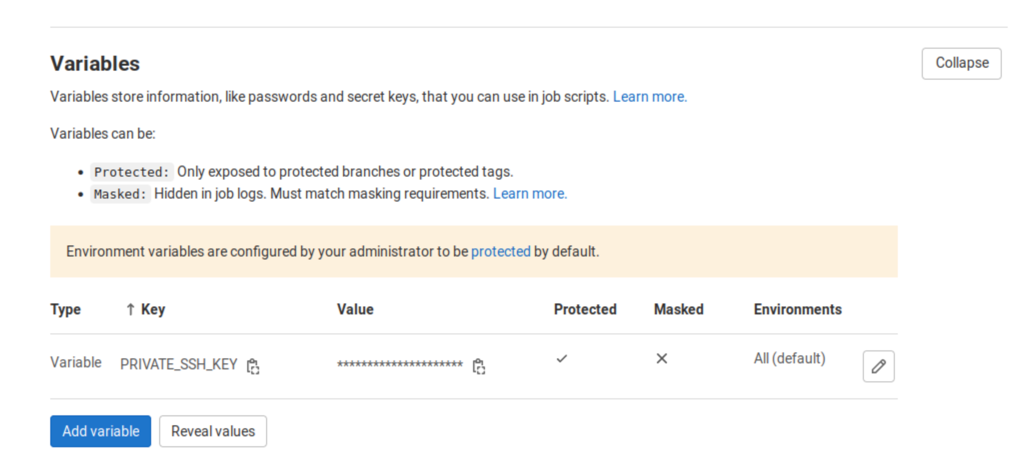 Variables
Collapse
Variables store information, like passwords and secret keys, that you can use in job scripts. Learn more.
Variables can be:
• Protected: Only exposed to protected branches or protected tags.
• Masked: Hidden in job logs. Must match masking requirements. Learn more.
Environment variables are configured by your administrator to be protected by default.
Type ↑ Key Value Protected Masked Environments
Variable PRIVATE_SSH_KEY ********************* ✓ ✕ All (default)
Add variable Reveal values